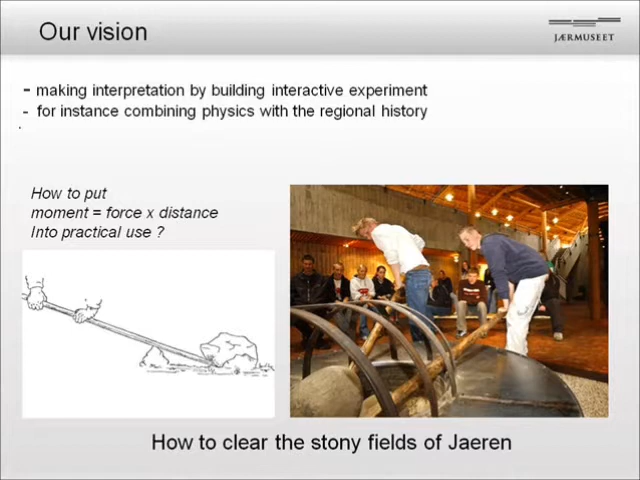 Our vision
JÆRMUSEET
- making interpretation by building interactive experiment
- for instance combining physics with the regional history
How to put
moment = force x distance
Into practical use ?
How to clear the stony fields of Jaeren